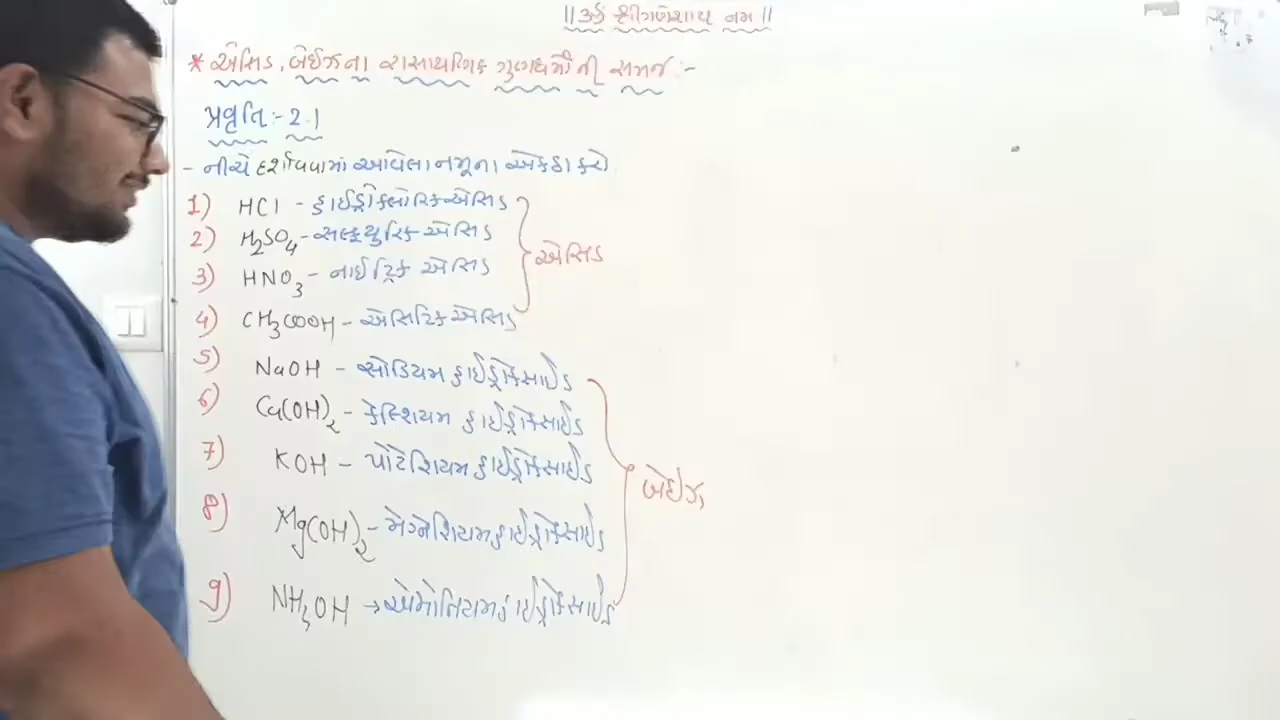 || ૐ શ્રી ગણેશાય નમ ||
* એસિડ, બેઇઝના રાસાયણિક ગુણધર્મો ની સમજ :-
પ્રવૃતિ :- 2.1
- નીચે દર્શાવવામાં આવેલા નમૂના એકઠા કરો.
1) HCl - હાઈડ્રોક્લોરિક એસિડ
2) H₂SO₄ - સલ્ફ્યુરિક એસિડ
એસિડ
3) HNO₃ - નાઈટ્રિક એસિડ
4) CH₃COOH - એસિટિક એસિડ
5) NaOH - સોડિયમ હાઈડ્રોક્સાઈડ
6) Ca(OH)₂ - કેલ્શિયમ હાઈડ્રોક્સાઈડ
7) KOH - પોટેશિયમ હાઈડ્રોક્સાઈડ
બેઈઝ
8) Mg(OH)₂ - મેગ્નેશિયમ હાઈડ્રોક્સાઈડ
9) NH₃OH → એમોનિયમ હાઈડ્રોક્સાઈડ